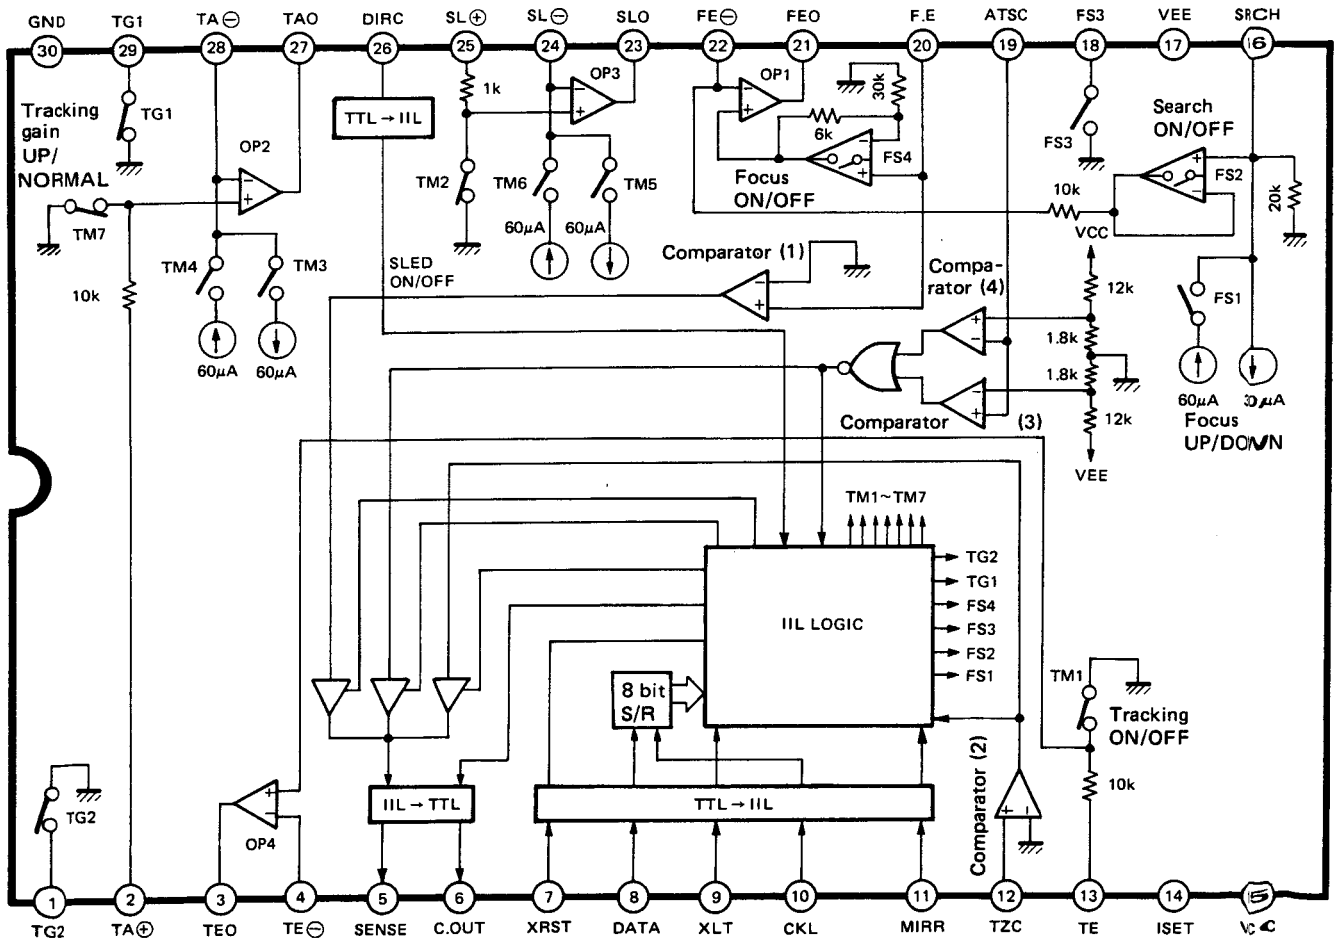 GND TG1 TA⊖ TAO DIRC SL⊕ SL⊖ SLO FE⊖ FEO F.E ATSC FS3 VEE SRCH
30 29 28 27 26 25 24 23 22 21 20 19 18 17 16
Tracking
gain
UP/
NORMAL
TG1
TM7
10k
OP2
TM4
TM3
60μA
60μA
TTL→IIL
SLED
ON/OFF
1k
TM2
OP3
TM6
TM5
60μA
60μA
OP1
30k
6k
FS4
Focus
ON/OFF
Comparator (1)
FS3
Search
ON/OFF
FS2
10k
20k
VCC
Compa-
rator (4)
12k
1.8k
1.8k
12k
VEE
Comparator (3)
FS1
60μA
30μA
Focus
UP/DOWN
TM1~TM7
IIL LOGIC
TG2
TG1
FS4
FS3
FS2
FS1
8 bit
S/R
TM1
Tracking
ON/OFF
10k
Comparator (2)
TG2
OP4
IIL→TTL
TTL→IIL
1 2 3 4 5 6 7 8 9 10 11 12 13 14 15
TG2 TA⊕ TEO TE⊖ SENSE C.OUT XRST DATA XLT CKL MIRR TZC TE ISET VCC